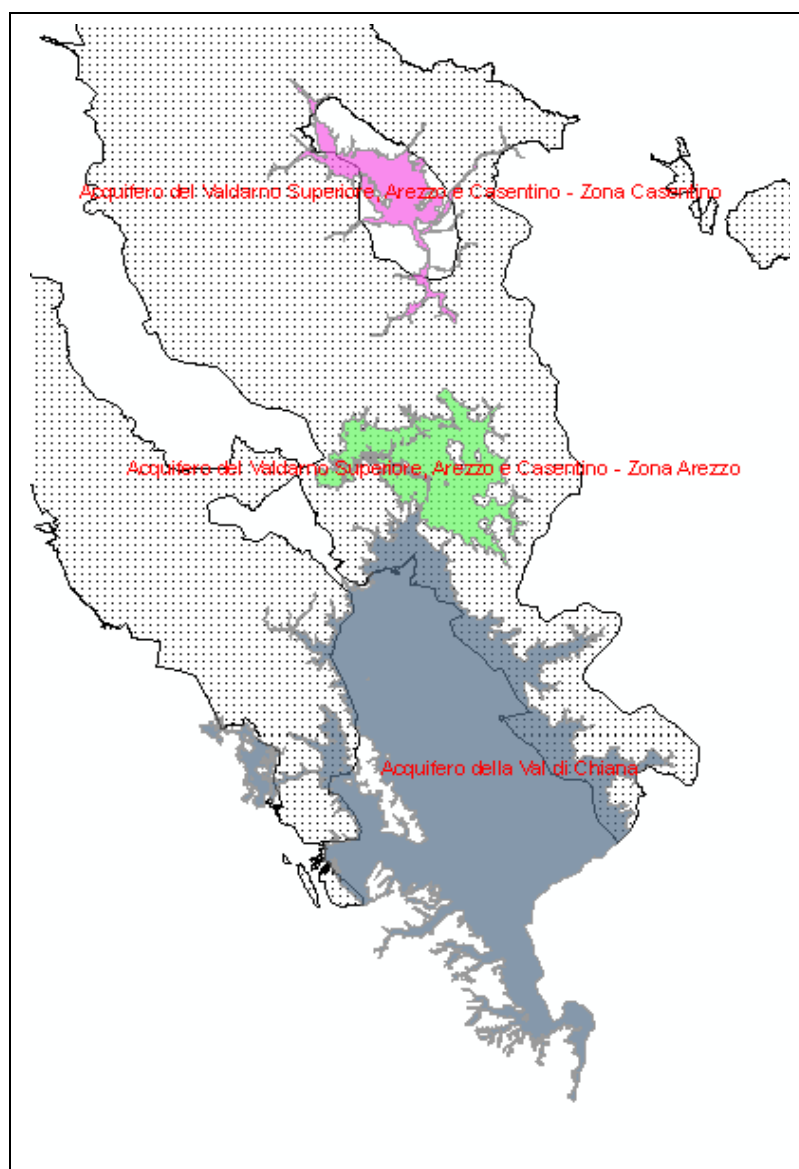 Acquifero del Valdarno Superiore, Arezzo e Casentino - Zona Casentino
Acquifero del Valdarno Superiore, Arezzo e Casentino - Zona Arezzo
Acquifero della Val di Chiana